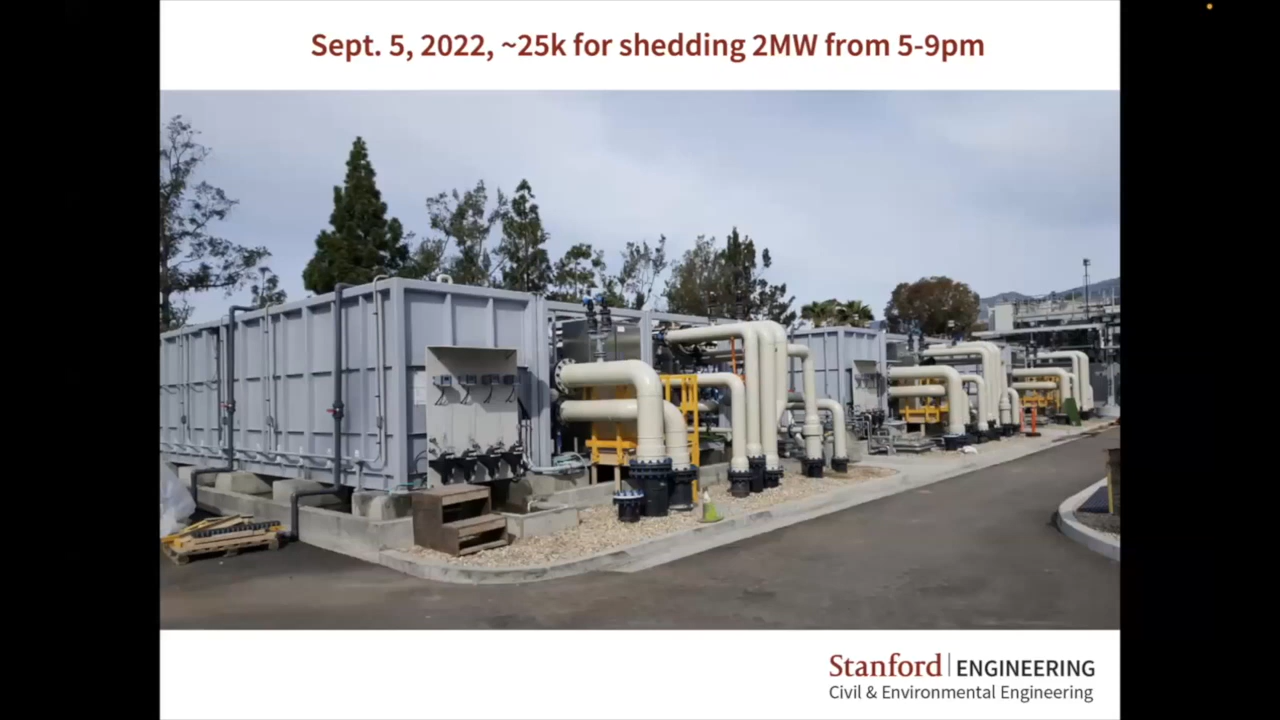 Sept. 5, 2022, ~25k for shedding 2MW from 5-9pm
Stanford ENGINEERING
Civil & Environmental Engineering